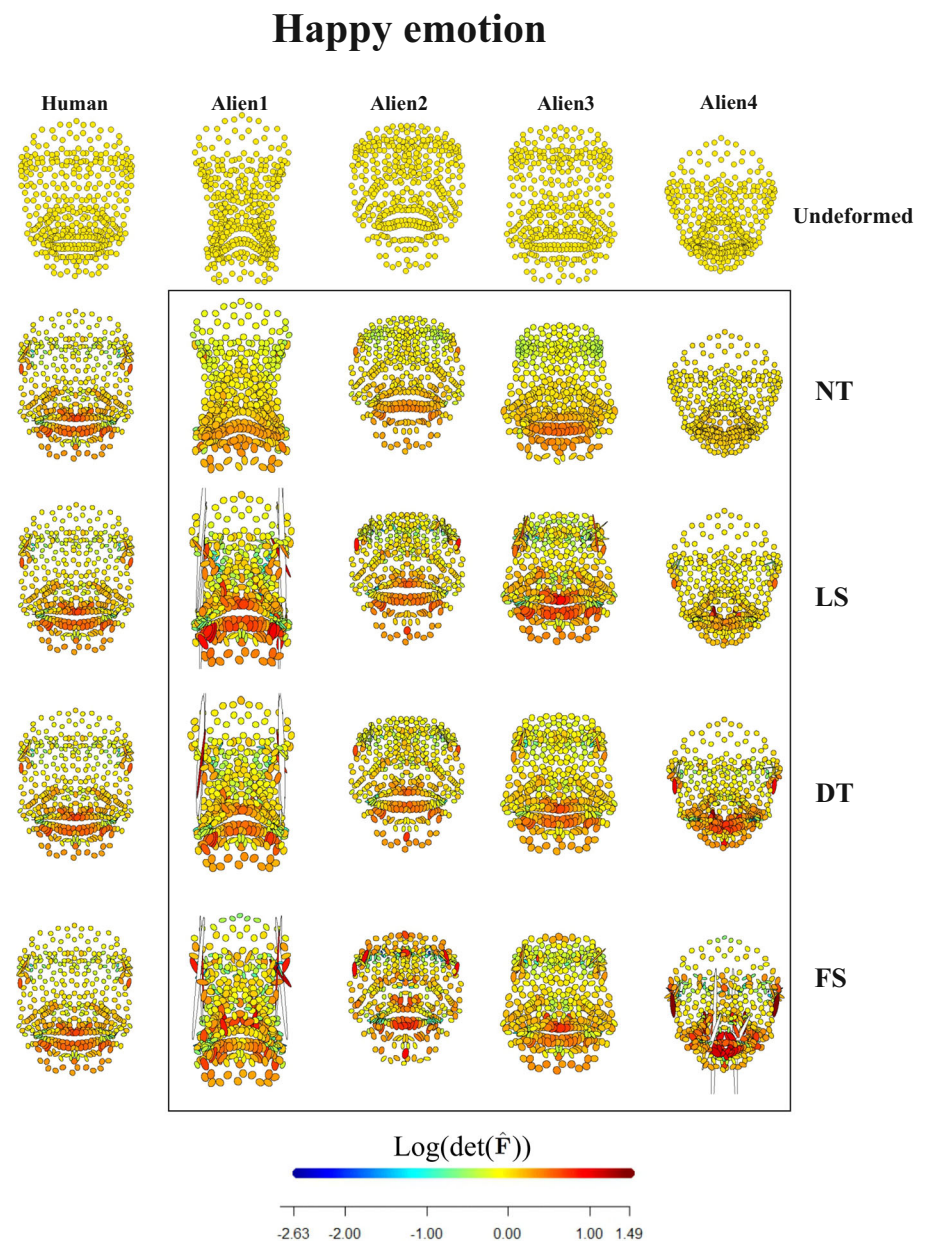 Happy emotion
Human Alien1 Alien2 Alien3 Alien4
Undeformed
NT
LS
DT
FS
Log(det(F̂))
-2.63 -2.00 -1.00 0.00 1.00 1.49